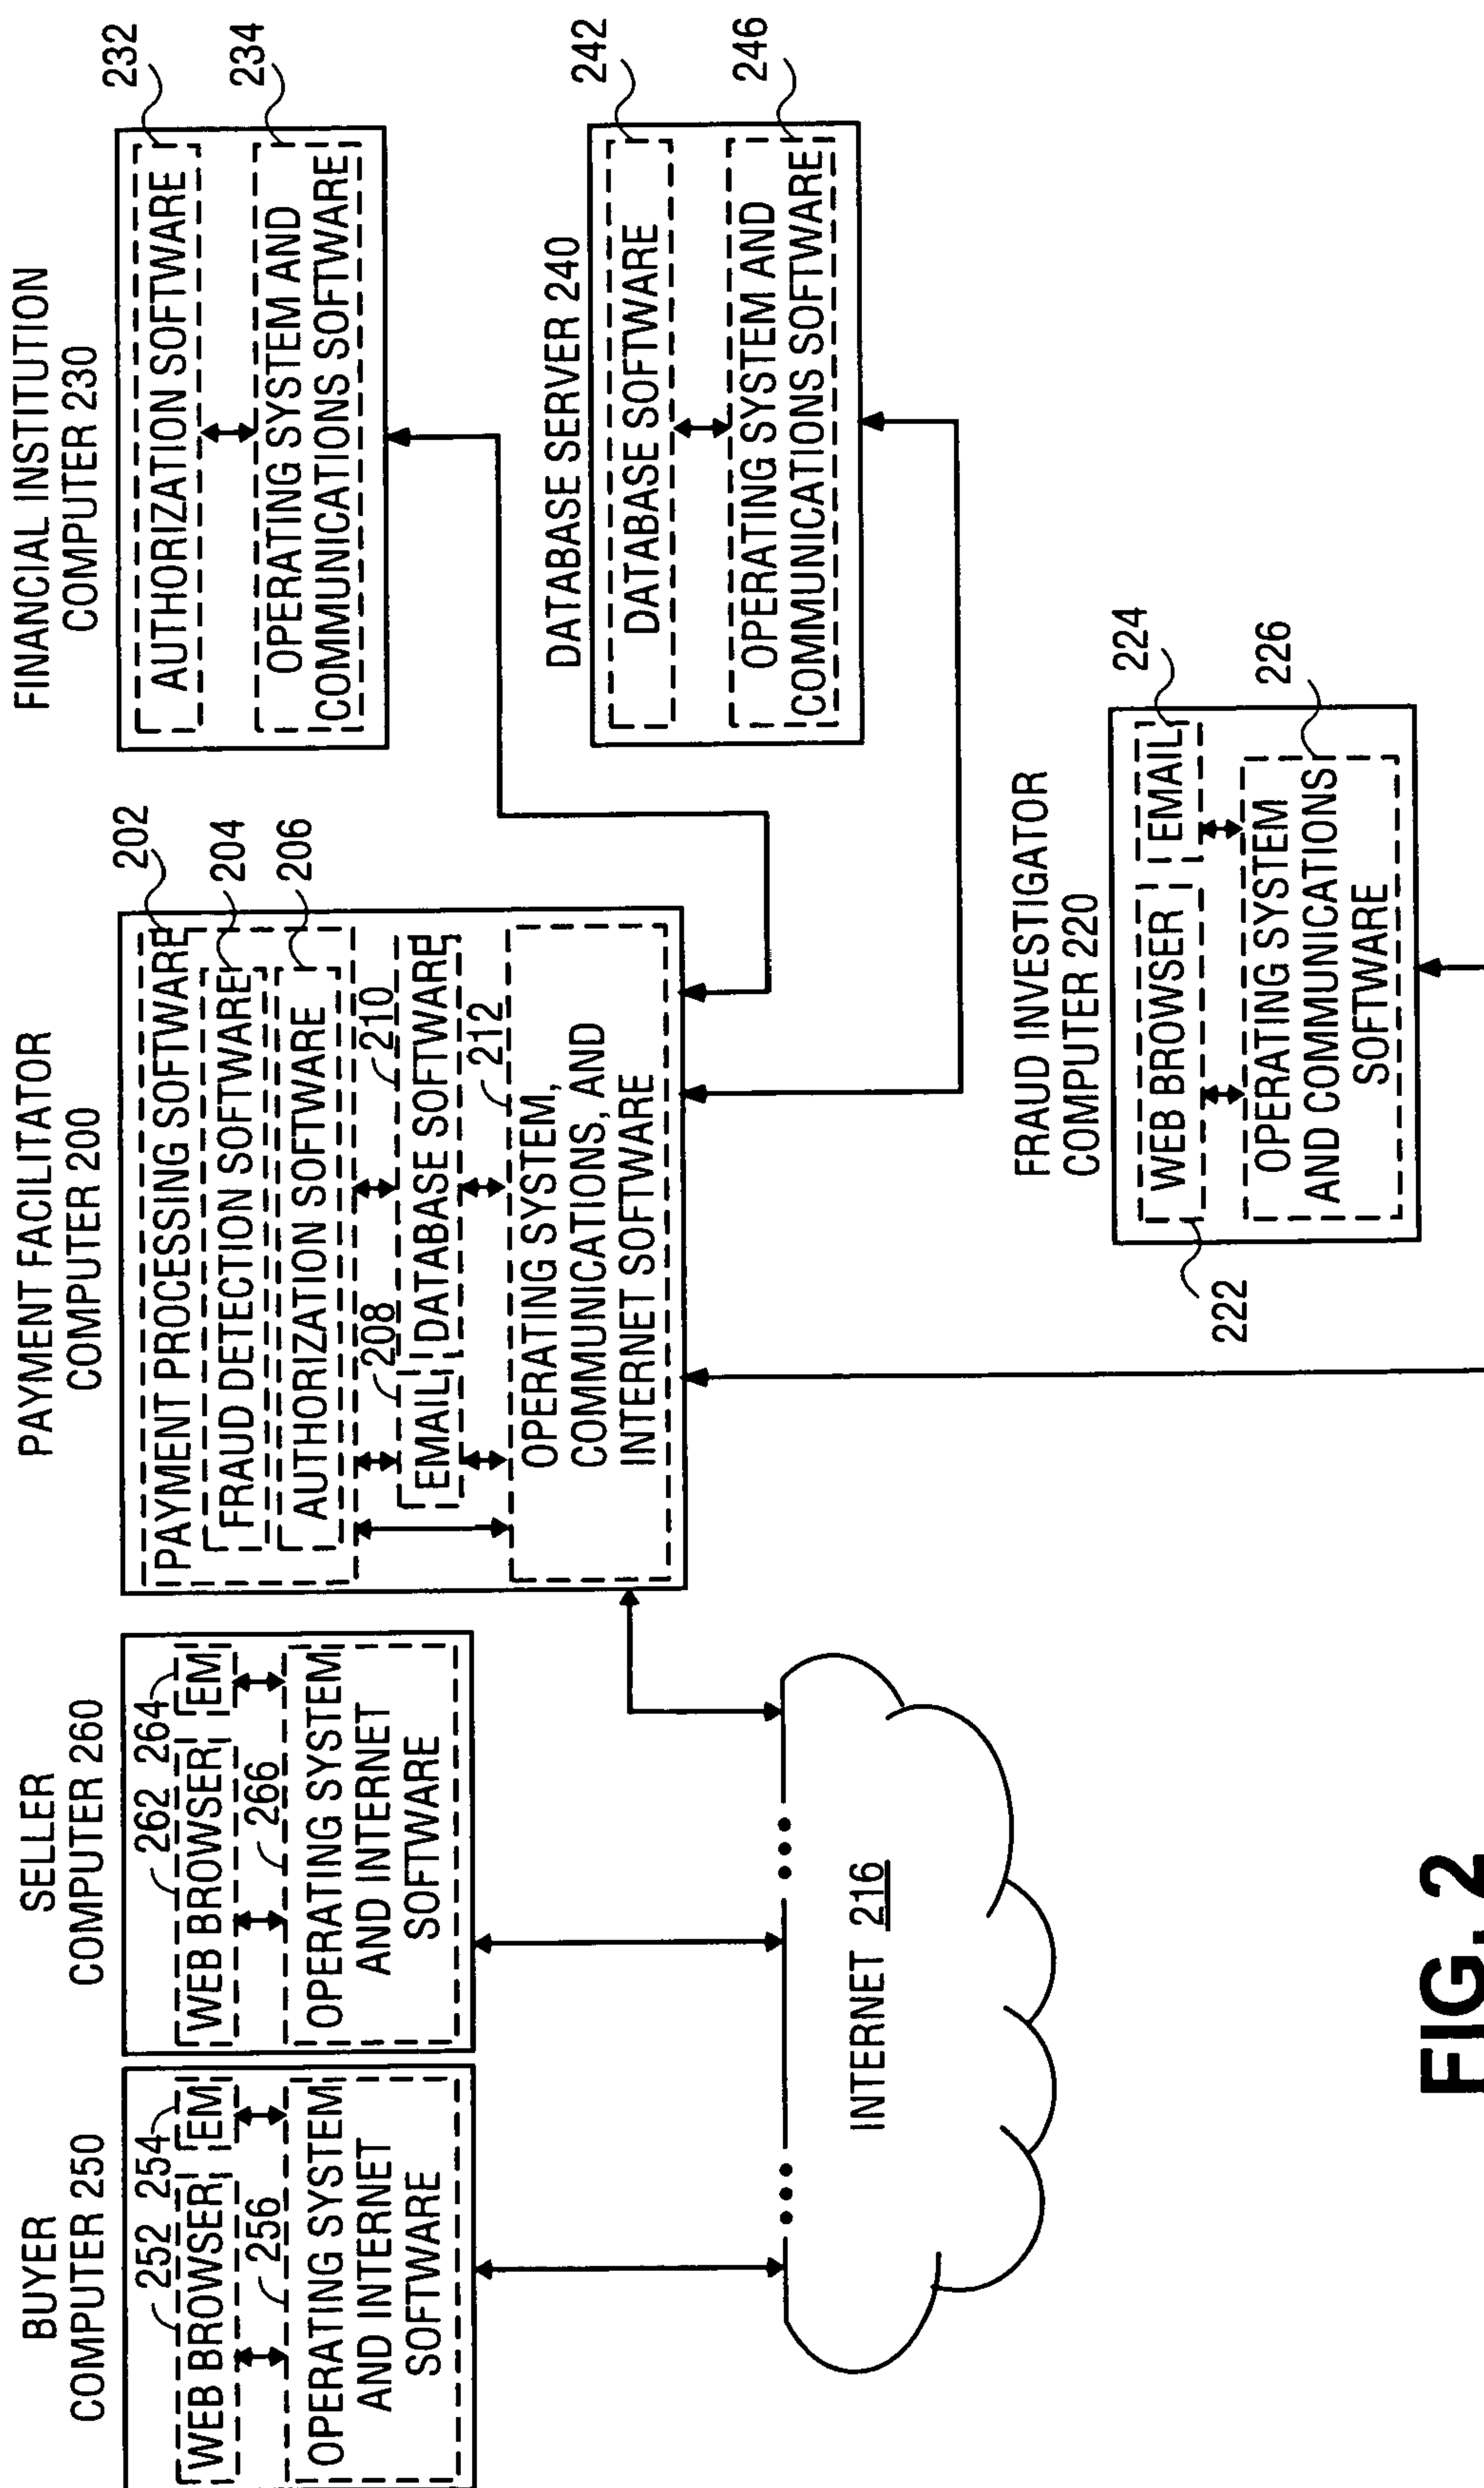 BUYER
COMPUTER 250
252
254
WEB BROWSER
EM
256
OPERATING SYSTEM
AND INTERNET
SOFTWARE
SELLER
COMPUTER 260
262
264
WEB BROWSER
EM
266
OPERATING SYSTEM
AND INTERNET
SOFTWARE
PAYMENT FACILITATOR
COMPUTER 200
202
PAYMENT PROCESSING SOFTWARE
204
FRAUD DETECTION SOFTWARE
206
AUTHORIZATION SOFTWARE
208
210
EMAIL
DATABASE SOFTWARE
212
OPERATING SYSTEM,
COMMUNICATIONS, AND
INTERNET SOFTWARE
FINANCIAL INSTITUTION
COMPUTER 230
232
AUTHORIZATION SOFTWARE
234
OPERATING SYSTEM AND
COMMUNICATIONS SOFTWARE
DATABASE SERVER 240
242
DATABASE SOFTWARE
246
OPERATING SYSTEM AND
COMMUNICATIONS SOFTWARE
INTERNET 216
FRAUD INVESTIGATOR
COMPUTER 220
224
WEB BROWSER
EMAIL
222
226
OPERATING SYSTEM
AND COMMUNICATIONS
SOFTWARE
FIG. 2